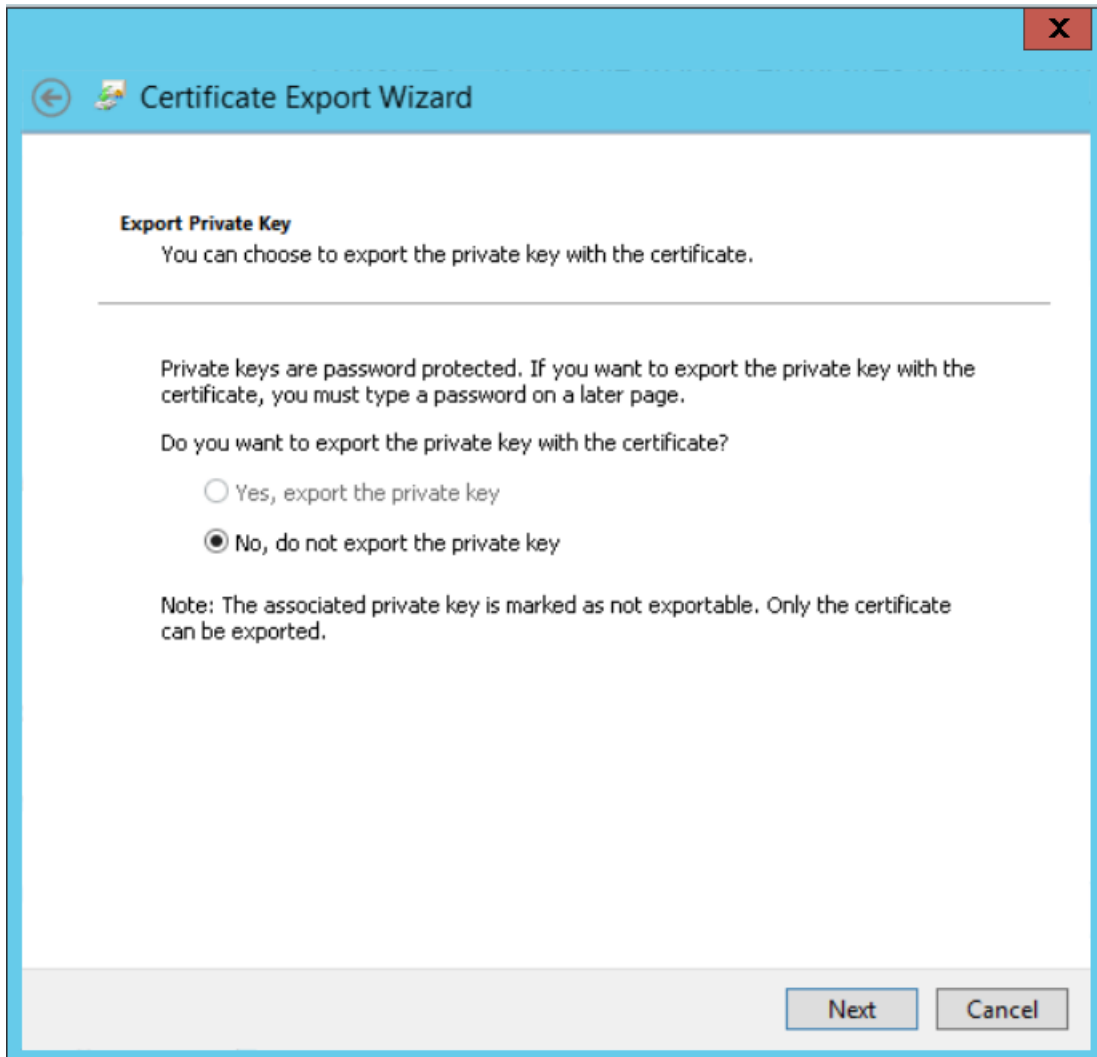 X
Certificate Export Wizard
Export Private Key
You can choose to export the private key with the certificate.
Private keys are password protected. If you want to export the private key with the
certificate, you must type a password on a later page.
Do you want to export the private key with the certificate?
Yes, export the private key
No, do not export the private key
Note: The associated private key is marked as not exportable. Only the certificate
can be exported.
Next
Cancel